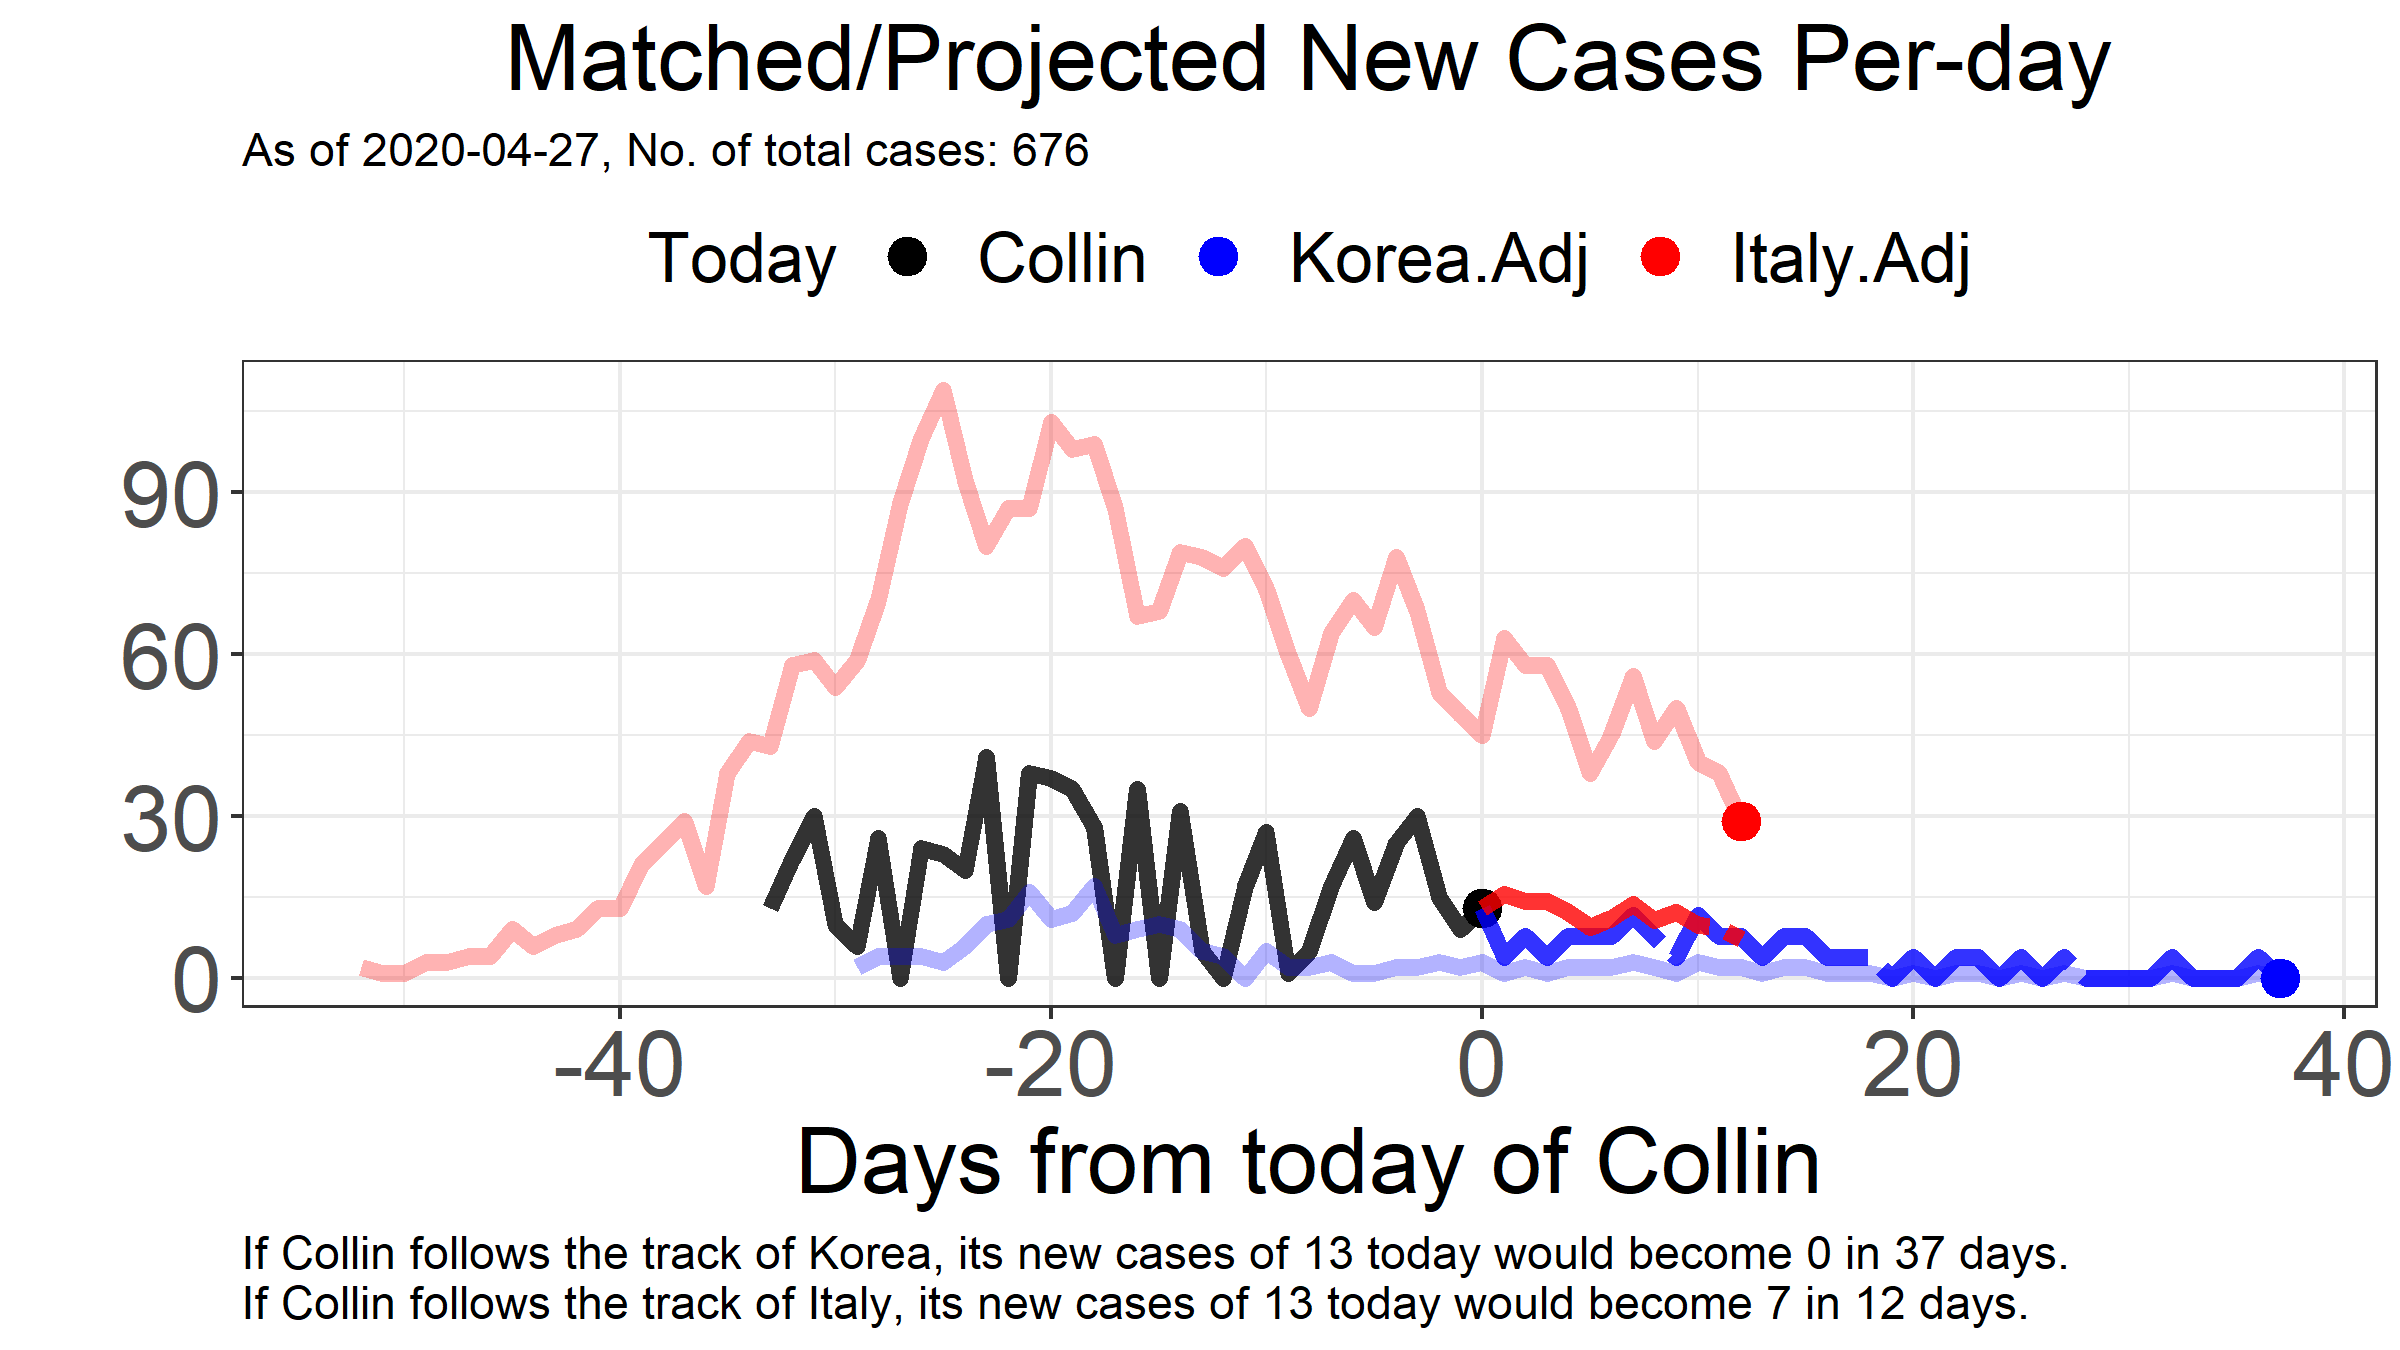 Matched/Projected New Cases Per-day
As of 2020-04-27, No. of total cases: 676
Today Collin Korea.Adj Italy.Adj
90
60
30
0
-40 -20 0 20 40
Days from today of Collin
If Collin follows the track of Korea, its new cases of 13 today would become 0 in 37 days.
If Collin follows the track of Italy, its new cases of 13 today would become 7 in 12 days.